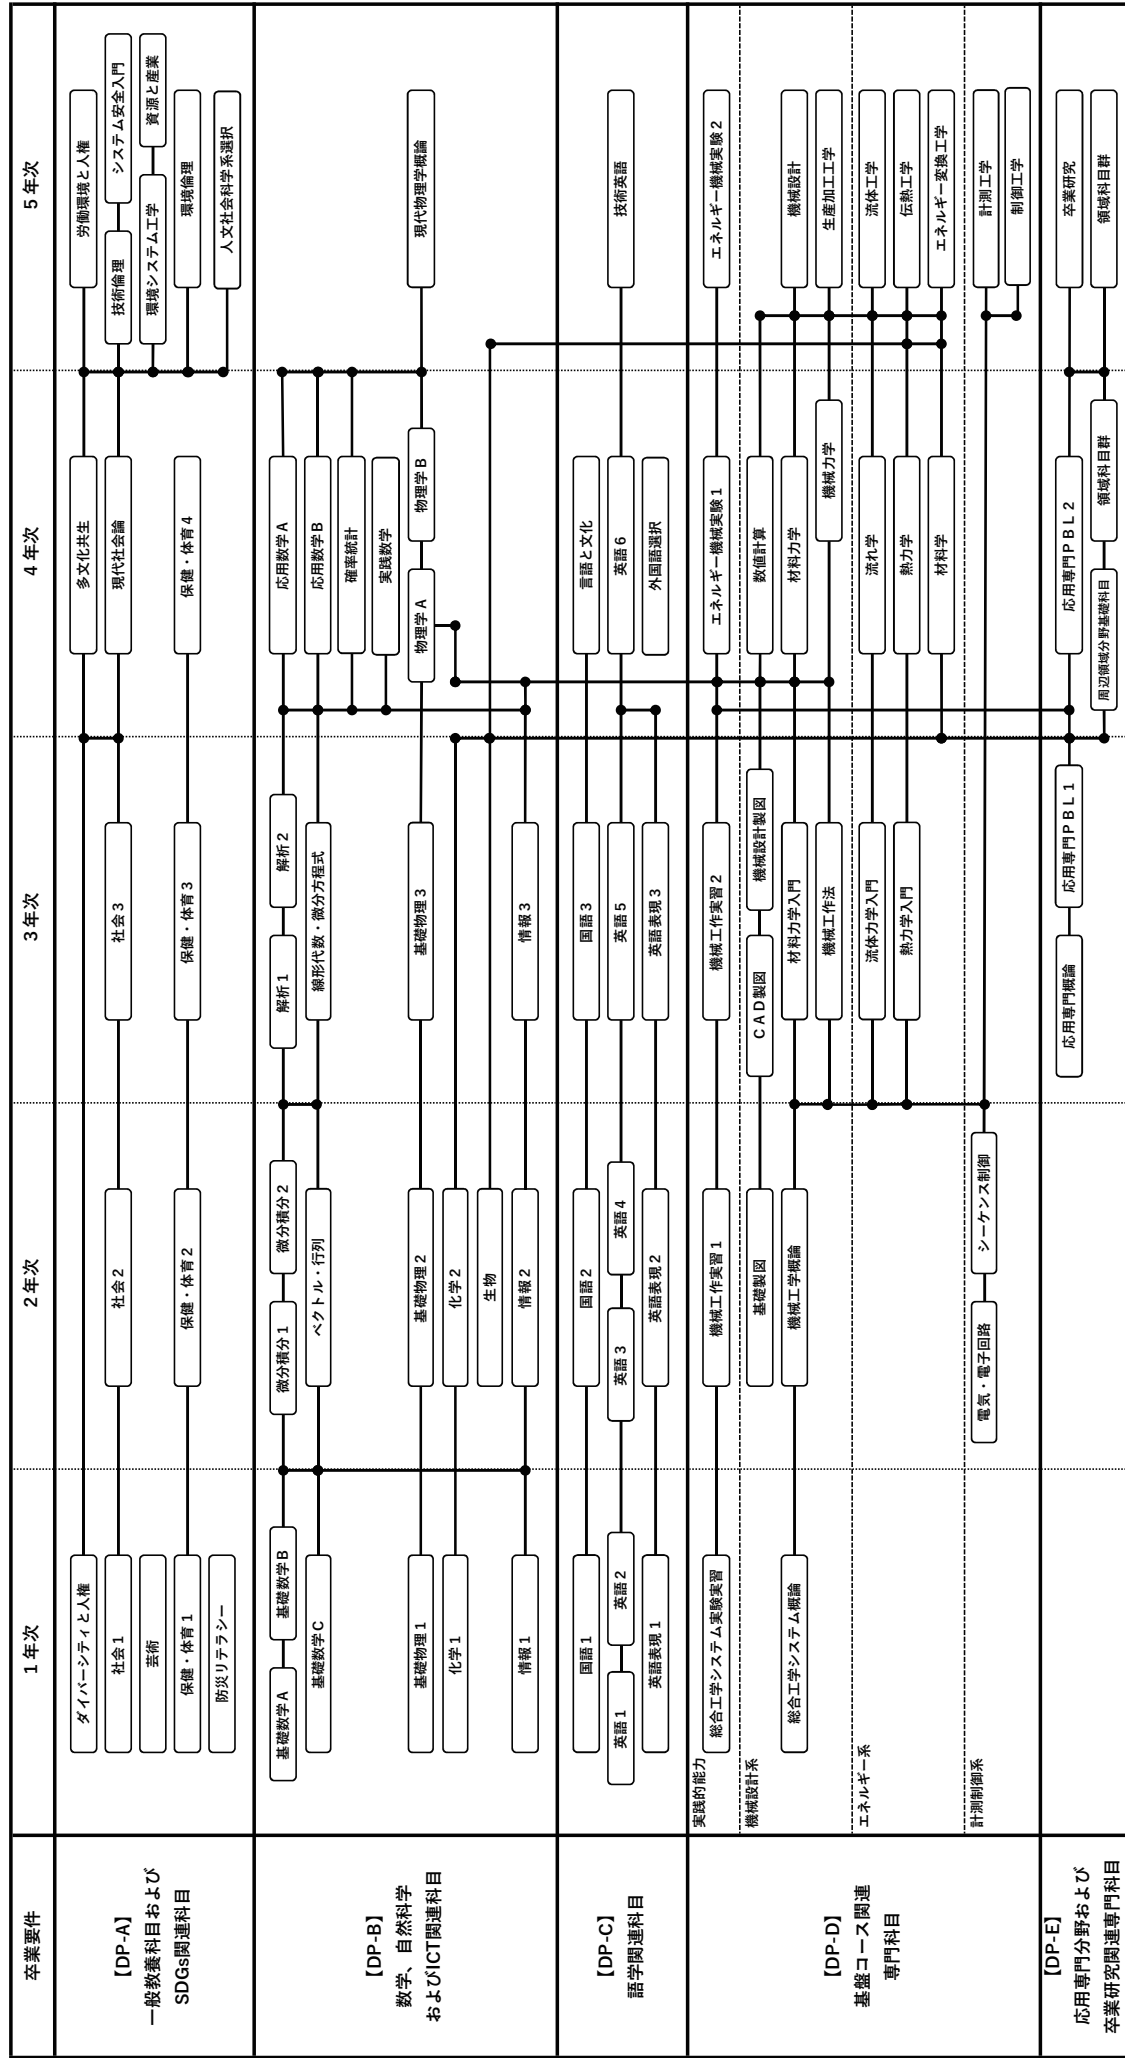 卒業要件
1年次
2年次
3年次
4年次
5年次
【DP-A】
一般教養科目および
SDGs関連科目
ダイバーシティと人権
多文化共生
労働環境と人権
社会1
社会2
社会3
現代社会論
技術倫理
システム安全入門
芸術
環境システム工学
資源と産業
保健・体育1
保健・体育2
保健・体育3
保健・体育4
環境倫理
防災リテラシー
人文社会科学系選択
【DP-B】
数学、自然科学
およびICT関連科目
基礎数学A
基礎数学B
微分積分1
微分積分2
解析1
解析2
応用数学A
基礎数学C
ベクトル・行列
線形代数・微分方程式
応用数学B
確率統計
実践数学
基礎物理1
基礎物理2
基礎物理3
物理学A
物理学B
現代物理学概論
化学1
化学2
生物
情報1
情報2
情報3
【DP-C】
語学関連科目
国語1
国語2
国語3
言語と文化
英語1
英語2
英語3
英語4
英語5
英語6
技術英語
英語表現1
英語表現2
英語表現3
外国語選択
【DP-D】
基盤コース関連
専門科目
実践的能力
総合工学システム実験実習
機械工作実習1
機械工作実習2
エネルギー機械実験1
エネルギー機械実験2
機械設計系
基礎製図
CAD製図
機械設計製図
数値計算
総合工学システム概論
機械工学概論
材料力学入門
材料力学
機械設計
機械工作法
機械力学
生産加工工学
エネルギー系
流体力学入門
流れ学
流体工学
熱力学入門
熱力学
伝熱工学
材料学
エネルギー変換工学
計測制御系
電気・電子回路
シーケンス制御
計測工学
制御工学
【DP-E】
応用専門分野および
卒業研究関連専門科目
応用専門概論
応用専門PBL1
応用専門PBL2
卒業研究
周辺領域分野基礎科目
領域科目群
領域科目群